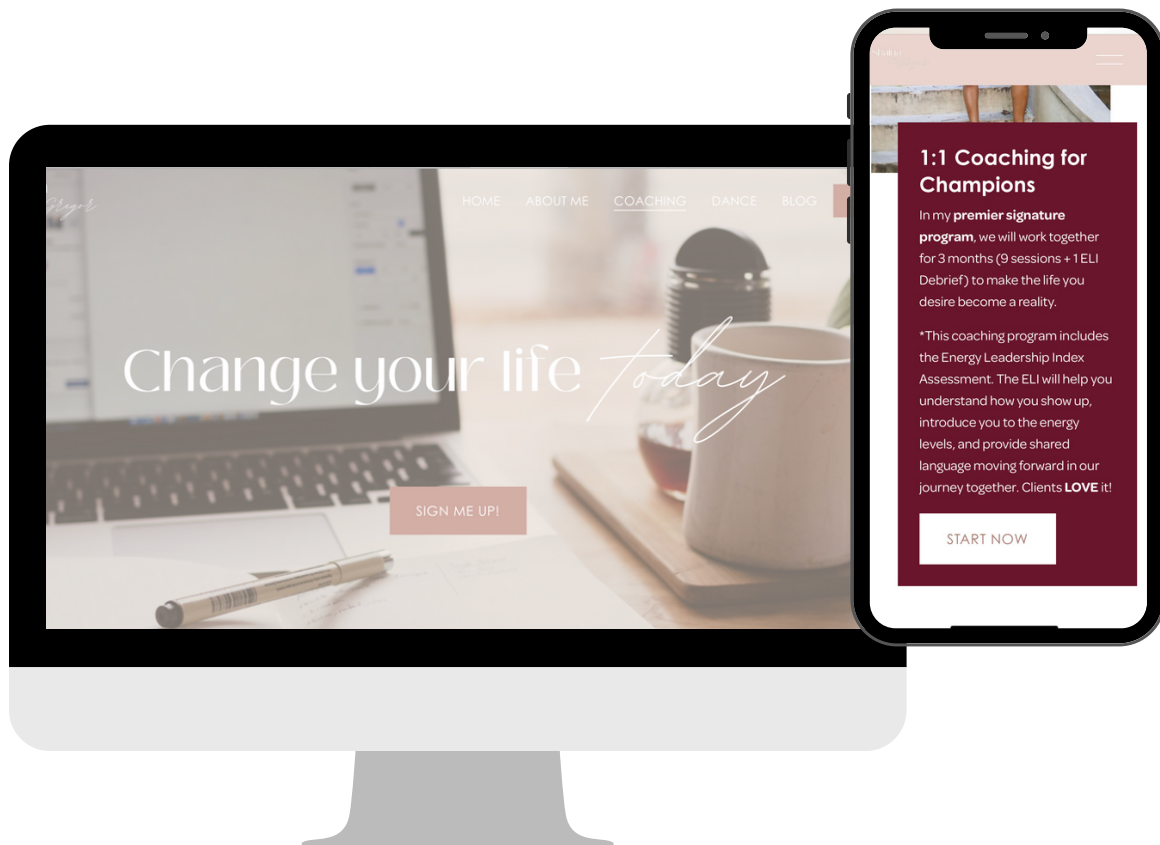 Gregor
HOME ABOUT ME COACHING DANCE BLOG
Change your life today
SIGN ME UP!
1:1 Coaching for
Champions
In my premier signature
program, we will work together
for 3 months (9 sessions + 1 ELI
Debrief) to make the life you
desire become a reality.
*This coaching program includes
the Energy Leadership Index
Assessment. The ELI will help you
understand how you show up,
introduce you to the energy
levels, and provide shared
language moving forward in our
journey together. Clients LOVE it!
START NOW